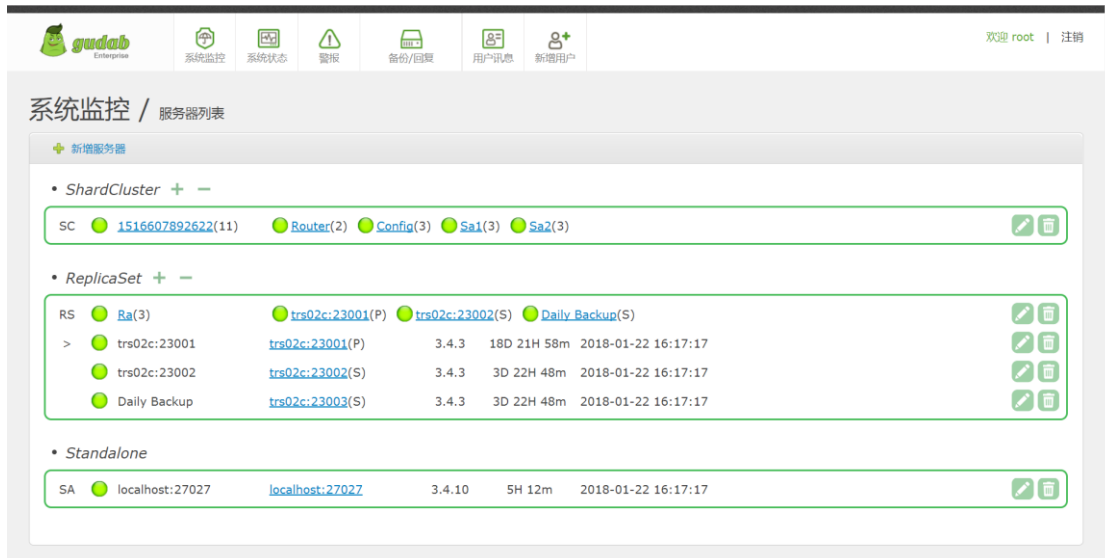 gudab
Enterprise
系统监控 系统状态 警报 备份/回复 用户讯息 新增用户
欢迎 root | 注销
系统监控 / 服务器列表
新增服务器
• ShardCluster + −
SC 1516607892622(11) Router(2) Config(3) Sa1(3) Sa2(3)
• ReplicaSet + −
RS Ra(3) trs02c:23001(P) trs02c:23002(S) Daily Backup(S)
> trs02c:23001 trs02c:23001(P) 3.4.3 18D 21H 58m 2018-01-22 16:17:17
trs02c:23002 trs02c:23002(S) 3.4.3 3D 22H 48m 2018-01-22 16:17:17
Daily Backup trs02c:23003(S) 3.4.3 3D 22H 48m 2018-01-22 16:17:17
• Standalone
SA localhost:27027 localhost:27027 3.4.10 5H 12m 2018-01-22 16:17:17